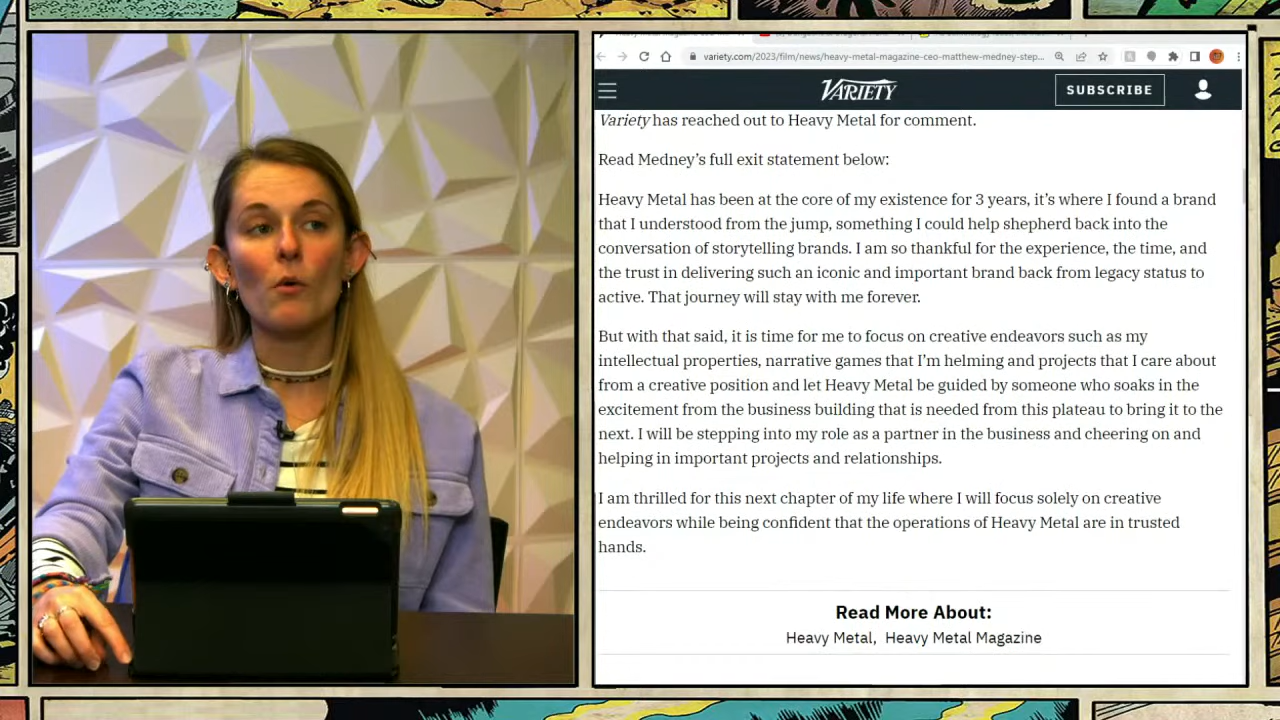 variety.com/2023/film/news/heavy-metal-magazine-ceo-matthew-medney-step...
VARIETY
SUBSCRIBE
Variety has reached out to Heavy Metal for comment.
Read Medney’s full exit statement below:
Heavy Metal has been at the core of my existence for 3 years, it’s where I found a brand
that I understood from the jump, something I could help shepherd back into the
conversation of storytelling brands. I am so thankful for the experience, the time, and
the trust in delivering such an iconic and important brand back from legacy status to
active. That journey will stay with me forever.
But with that said, it is time for me to focus on creative endeavors such as my
intellectual properties, narrative games that I’m helming and projects that I care about
from a creative position and let Heavy Metal be guided by someone who soaks in the
excitement from the business building that is needed from this plateau to bring it to the
next. I will be stepping into my role as a partner in the business and cheering on and
helping in important projects and relationships.
I am thrilled for this next chapter of my life where I will focus solely on creative
endeavors while being confident that the operations of Heavy Metal are in trusted
hands.
Read More About:
Heavy Metal, Heavy Metal Magazine